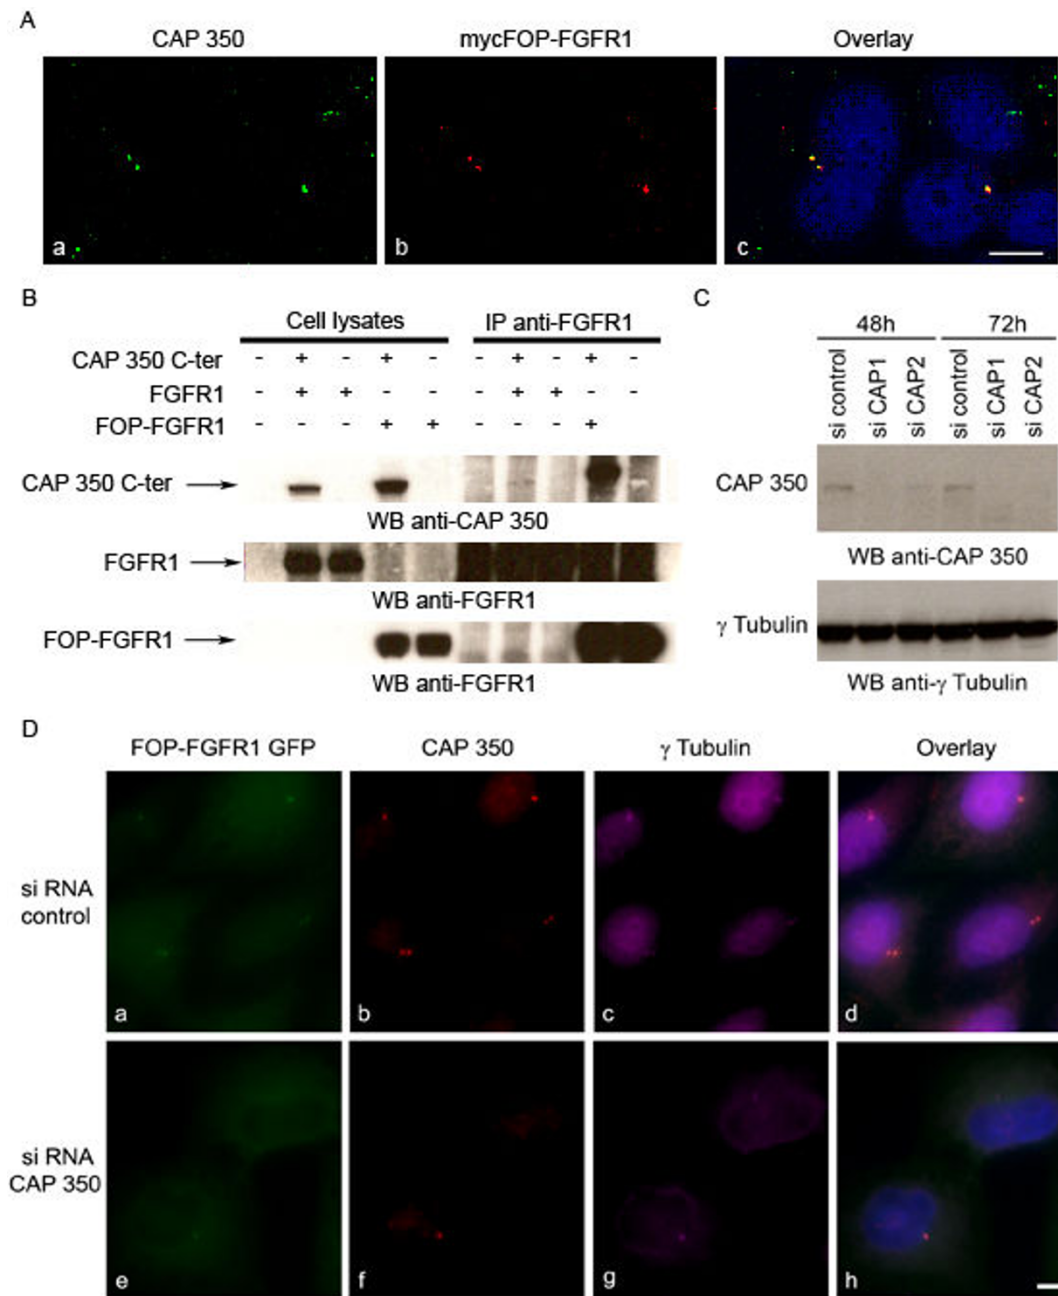 A
CAP 350 mycFOP-FGFR1 Overlay
a b c
B
Cell lysates IP anti-FGFR1
CAP 350 C-ter - + - + - - + - + -
FGFR1 - + + - - - + + - -
FOP-FGFR1 - - - + + - - - +
CAP 350 C-ter
WB anti-CAP 350
FGFR1
WB anti-FGFR1
FOP-FGFR1
WB anti-FGFR1
C
48h 72h
si control si CAP1 si CAP2 si control si CAP1 si CAP2
CAP 350
WB anti-CAP 350
γ Tubulin
WB anti-γ Tubulin
D
FOP-FGFR1 GFP CAP 350 γ Tubulin Overlay
si RNA
control
a b c d
si RNA
CAP 350
e f g h